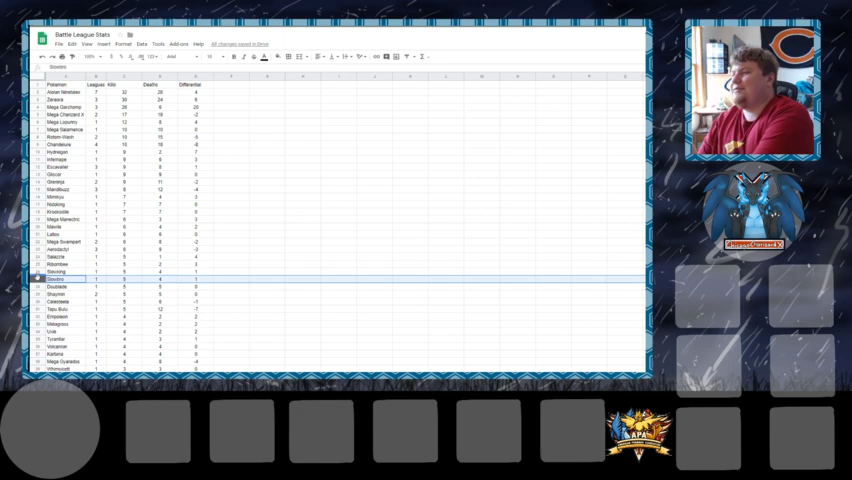 Battle League Stats
File Edit View Insert Format Data Tools Add-ons Help All changes saved in Drive
100% $ % .0 .00 123 Arial 10 B I S A
Slowbro
Pokemon Leagues Kills Deaths Differential
Alolan Ninetales 7 32 28 4
Zeraora 3 30 24 6
Mega Garchomp 3 26 6 20
Mega Charizard X 2 17 19 -2
Mega Lopunny 1 12 8 4
Mega Salamence 1 10 10 0
Rotom-Wash 2 10 15 -5
Chandelure 4 10 18 -8
Hydreigon 1 9 2 7
Infernape 1 9 6 3
Escavalier 3 9 8 1
Gliscor 1 9 9 0
Greninja 2 9 11 -2
Mandibuzz 3 8 12 -4
Mimikyu 1 7 4 3
Nidoking 1 7 7 0
Krookodile 1 7 7 0
Mega Manectric 1 6 3 3
Mawile 1 6 4 2
Latios 1 6 6 0
Mega Swampert 2 6 8 -2
Aerodactyl 3 6 9 -3
Salazzle 1 5 1 4
Ribombee 1 5 2 3
Slowking 1 5 4 1
Slowbro 1 5 4 1
Doublade 1 5 5 0
Shaymin 2 5 5 0
Celesteela 1 5 6 -1
Tapu Bulu 1 5 12 -7
Empoleon 1 4 2 2
Metagross 1 4 2 2
Uxie 1 4 2 2
Tyrantrum 1 4 3 1
Volcanion 1 4 4 0
Kartana 1 4 4 0
Mega Gyarados 1 4 8 -4
Whimsicott 3 3 0
C
ChicagoCharizardX
APA